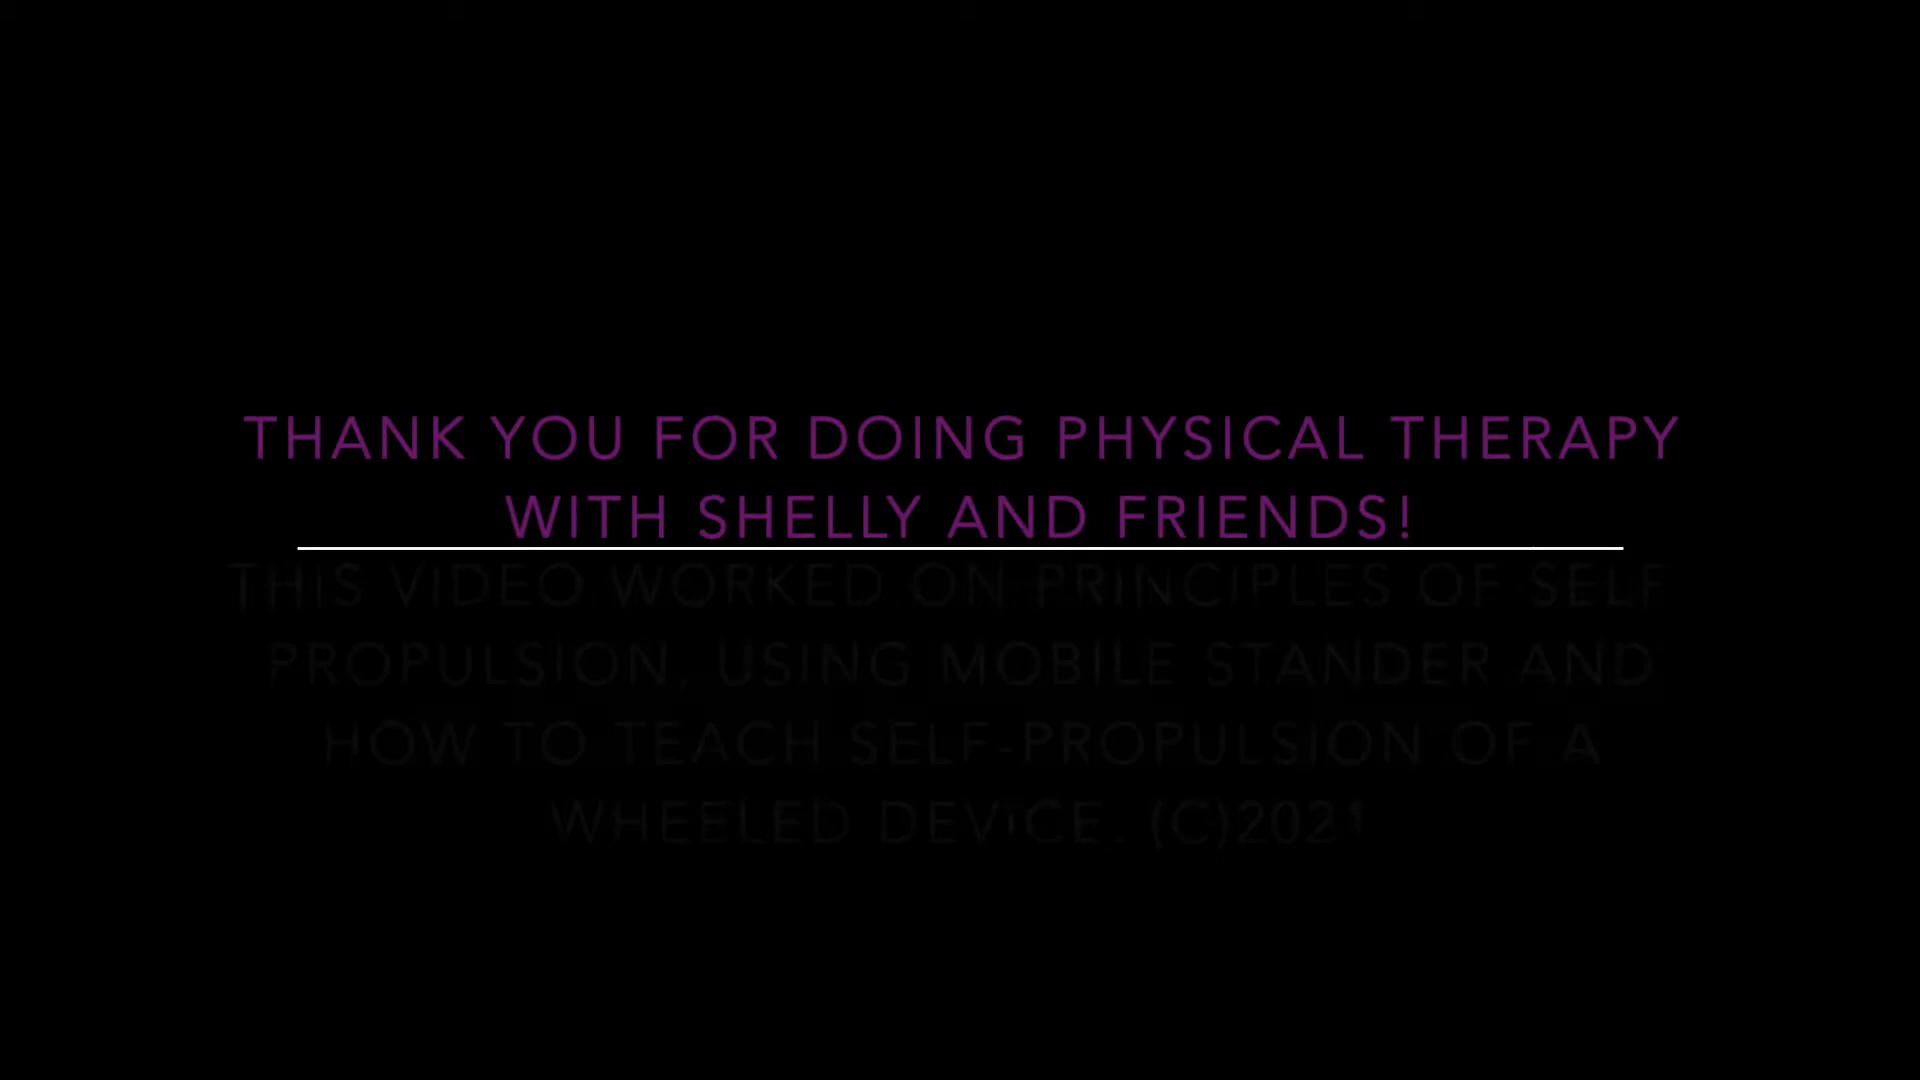 THANK YOU FOR DOING PHYSICAL THERAPY
WITH SHELLY AND FRIENDS!
THIS VIDEO WORKED ON PRINCIPLES OF SELF
PROPULSION, USING MOBILE STANDER AND
HOW TO TEACH SELF-PROPULSION OF A
WHEELED DEVICE. (C)2021